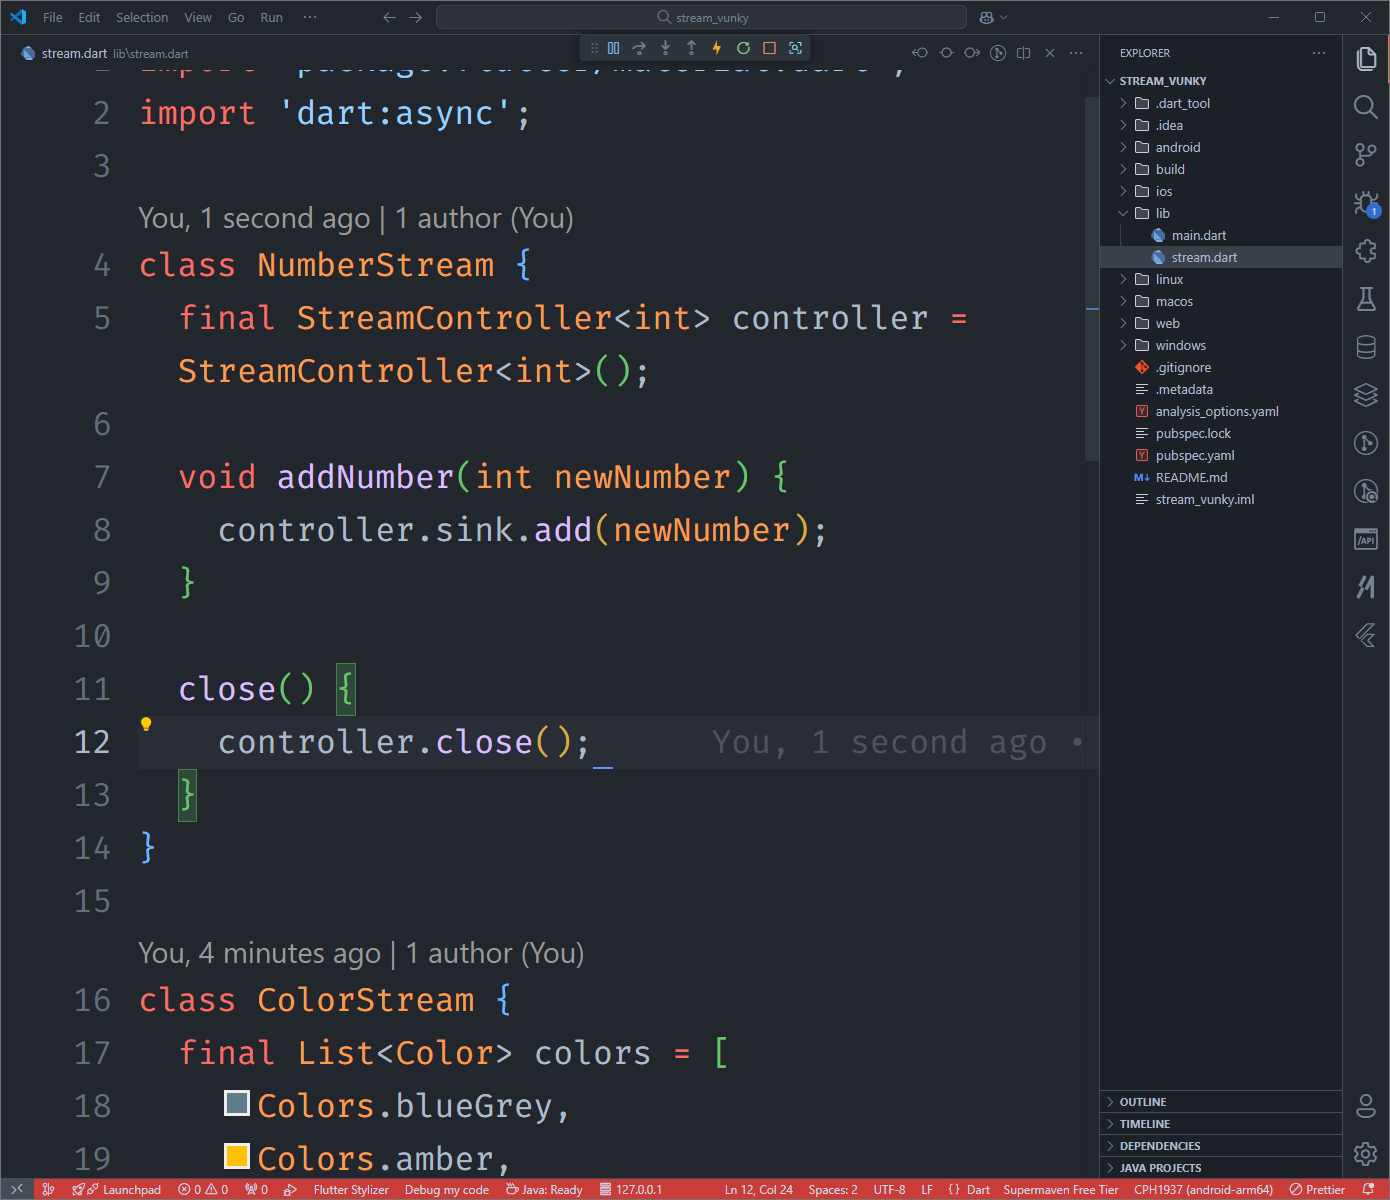 File Edit Selection View Go Run ··· stream_vunky
stream.dart lib\stream.dart
2 import 'dart:async';
3
You, 1 second ago | 1 author (You)
4 class NumberStream {
5 final StreamController<int> controller =
StreamController<int>();
6
7 void addNumber(int newNumber) {
8 controller.sink.add(newNumber);
9 }
10
11 close() {
12 controller.close(); You, 1 second ago •
13 }
14 }
15
You, 4 minutes ago | 1 author (You)
16 class ColorStream {
17 final List<Color> colors = [
18 Colors.blueGrey,
19 Colors.amber,
EXPLORER ···
STREAM_VUNKY
.dart_tool
.idea
android
build
ios
lib
main.dart
stream.dart
linux
macos
web
windows
.gitignore
.metadata
analysis_options.yaml
pubspec.lock
pubspec.yaml
README.md
stream_vunky.iml
OUTLINE
TIMELINE
DEPENDENCIES
JAVA PROJECTS
1
/API
Launchpad 0 0 0 Flutter Stylizer Debug my code Java: Ready 127.0.0.1 Ln 12, Col 24 Spaces: 2 UTF-8 LF {} Dart Supermaven Free Tier CPH1937 (android-arm64) Prettier